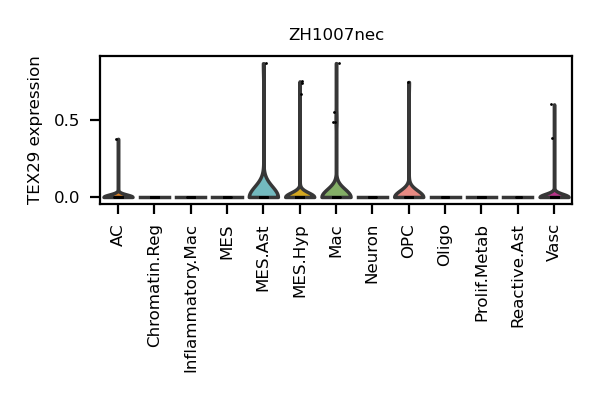 ZH1007nec
TEX29 expression
0.5
0.0
AC
Chromatin.Reg
Inflammatory.Mac
MES
MES.Ast
MES.Hyp
Mac
Neuron
OPC
Oligo
Prolif.Metab
Reactive.Ast
Vasc